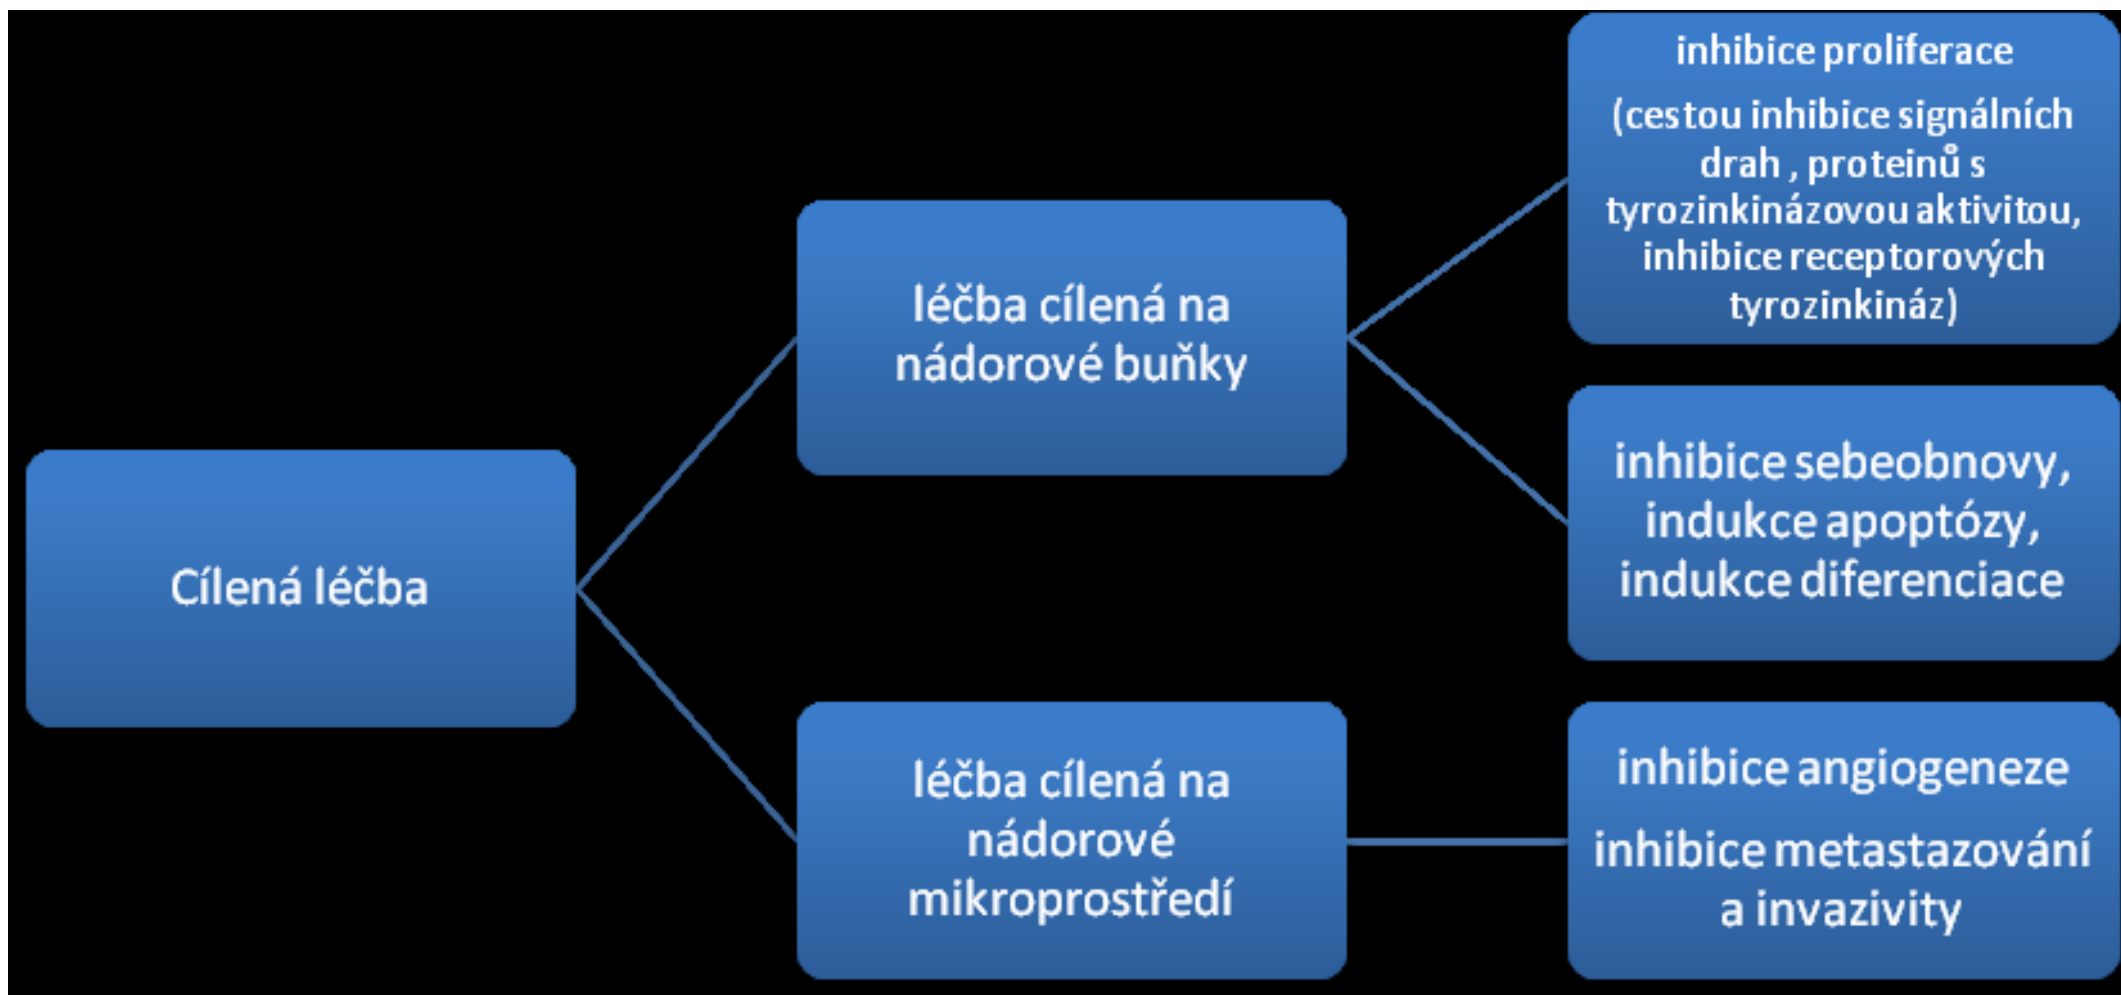 Cílená léčba
léčba cílená na
nádorové buňky
inhibice proliferace
(cestou inhibice signálních
drah , proteinů s
tyrozinkinázovou aktivitou,
inhibice receptorových
tyrozinkináz)
inhibice sebeobnovy,
indukce apoptózy,
indukce diferenciace
léčba cílená na
nádorové
mikroprostředí
inhibice angiogeneze
inhibice metastazování
a invazivity